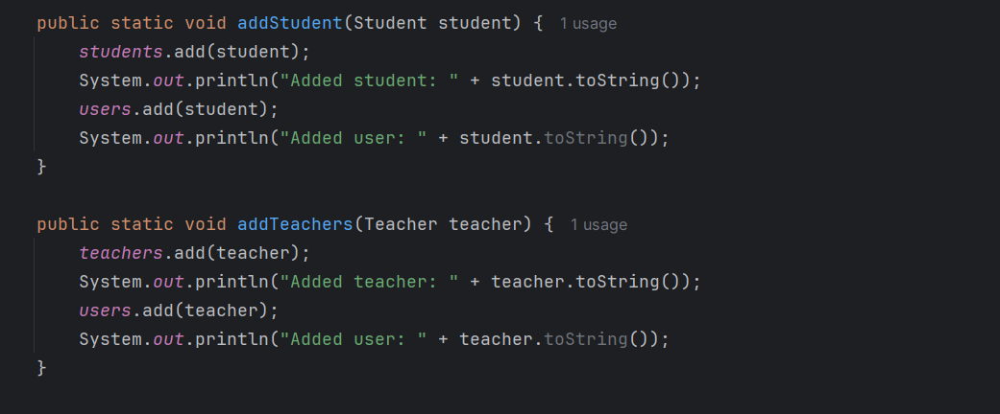 public static void addStudent(Student student) { 1 usage
students.add(student);
System.out.println("Added student: " + student.toString());
users.add(student);
System.out.println("Added user: " + student.toString());
}
public static void addTeachers(Teacher teacher) { 1 usage
teachers.add(teacher);
System.out.println("Added teacher: " + teacher.toString());
users.add(teacher);
System.out.println("Added user: " + teacher.toString());
}